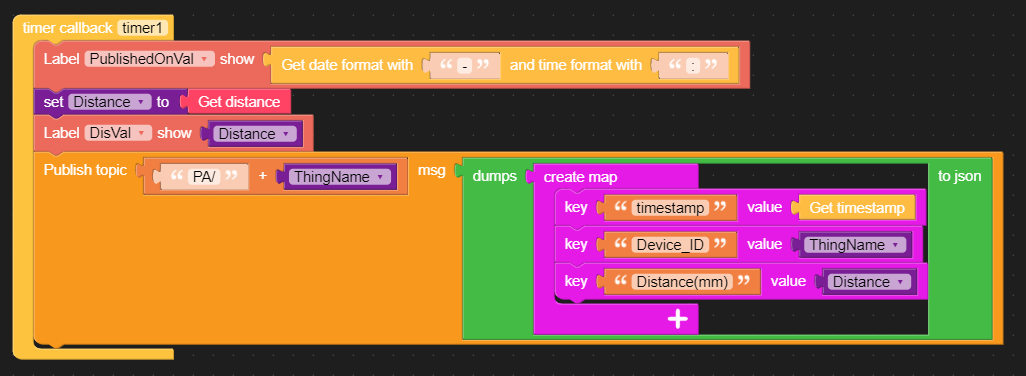 timer callback timer1
Label PublishedOnVal show Get date format with “ - ” and time format with “ : ”
set Distance to Get distance
Label DisVal show Distance
Publish topic “ PA/ ” + ThingName msg dumps create map to json
key “ timestamp ” value Get timestamp
key “ Device_ID ” value ThingName
key “ Distance(mm) ” value Distance
+